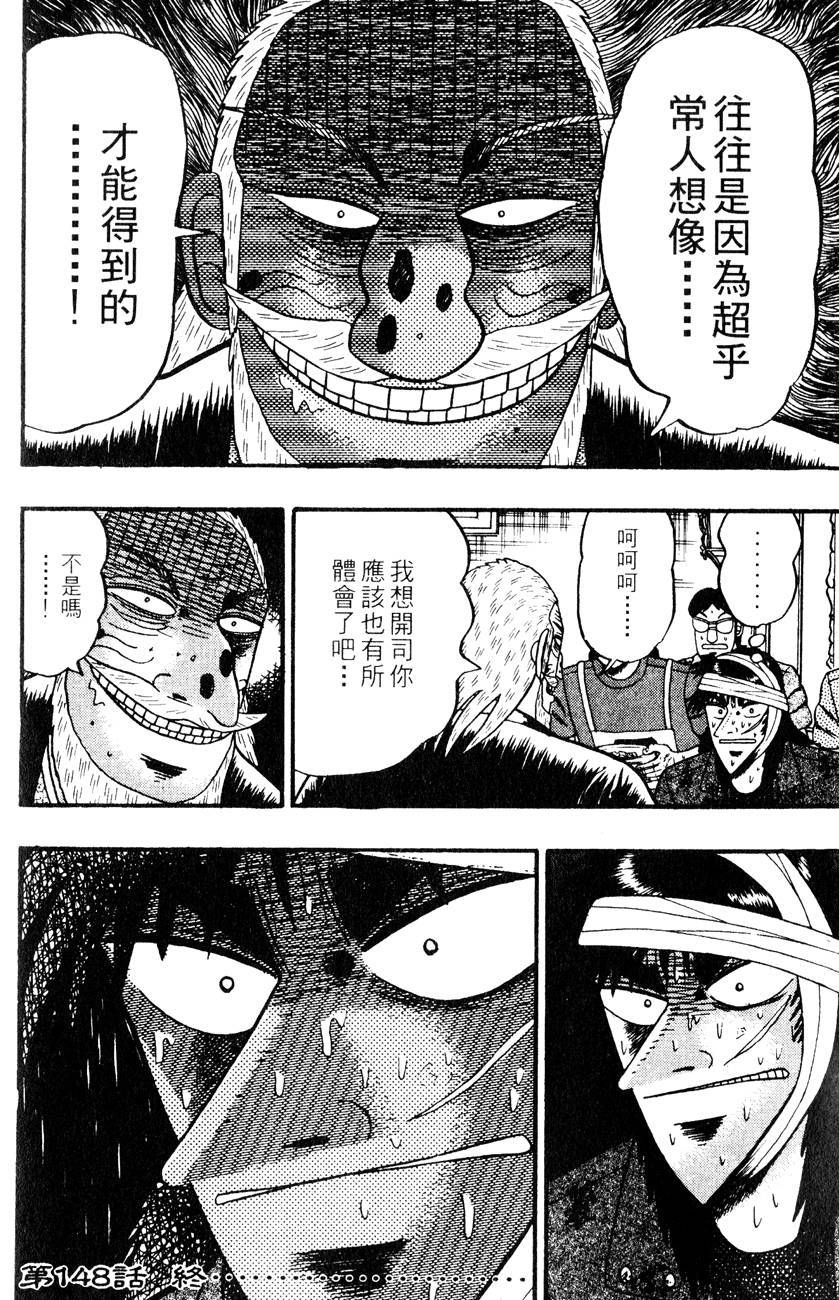 往往是因為超乎
常人想像……
才能得到的
…………！
………
呵呵呵……
我想開司你
應該也有所
體會了吧…
不是嗎
……！
第148話　終……………………